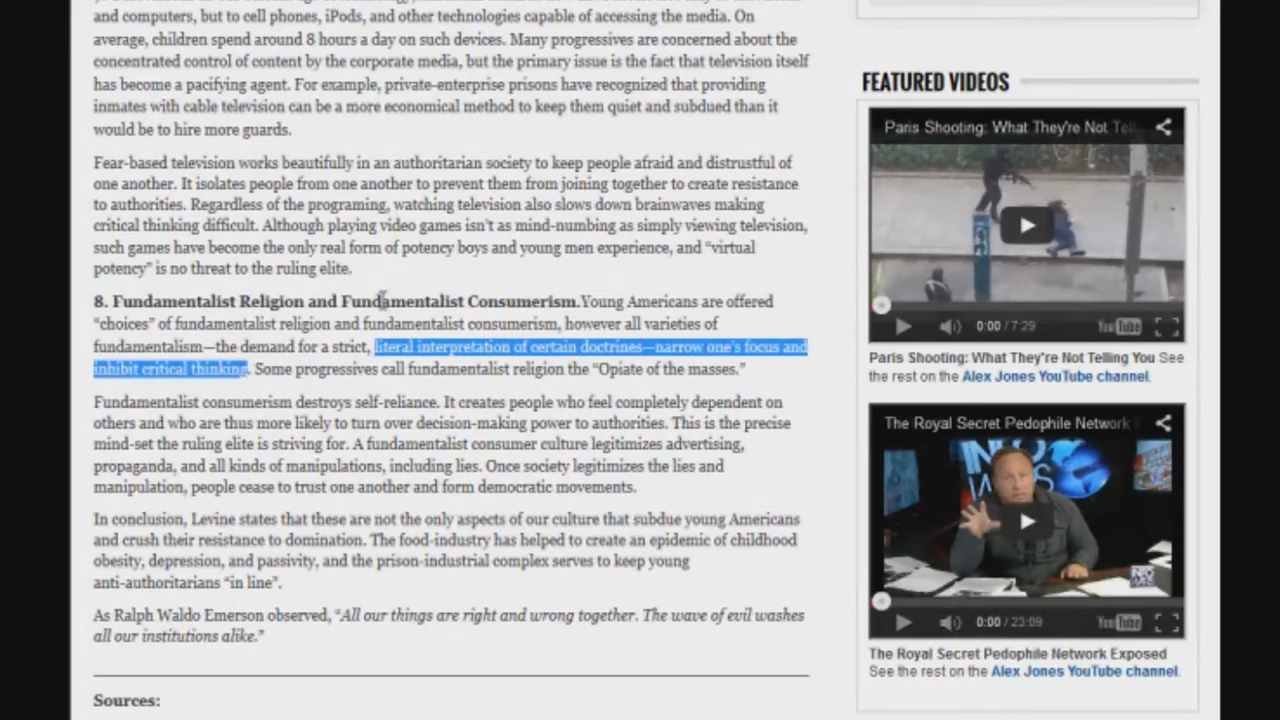 and computers, but to cell phones, iPods, and other technologies capable of accessing the media. On
average, children spend around 8 hours a day on such devices. Many progressives are concerned about the
concentrated control of content by the corporate media, but the primary issue is the fact that television itself
has become a pacifying agent. For example, private-enterprise prisons have recognized that providing
inmates with cable television can be a more economical method to keep them quiet and subdued than it
would be to hire more guards.
Fear-based television works beautifully in an authoritarian society to keep people afraid and distrustful of
one another. It isolates people from one another to prevent them from joining together to create resistance
to authorities. Regardless of the programing, watching television also slows down brainwaves making
critical thinking difficult. Although playing video games isn't as mind-numbing as simply viewing television,
such games have become the only real form of potency boys and young men experience, and “virtual
potency” is no threat to the ruling elite.
8. Fundamentalist Religion and Fundamentalist Consumerism.Young Americans are offered
“choices” of fundamentalist religion and fundamentalist consumerism, however all varieties of
fundamentalism—the demand for a strict, literal interpretation of certain doctrines—narrow one's focus and
inhibit critical thinking. Some progressives call fundamentalist religion the “Opiate of the masses.”
Fundamentalist consumerism destroys self-reliance. It creates people who feel completely dependent on
others and who are thus more likely to turn over decision-making power to authorities. This is the precise
mind-set the ruling elite is striving for. A fundamentalist consumer culture legitimizes advertising,
propaganda, and all kinds of manipulations, including lies. Once society legitimizes the lies and
manipulation, people cease to trust one another and form democratic movements.
In conclusion, Levine states that these are not the only aspects of our culture that subdue young Americans
and crush their resistance to domination. The food-industry has helped to create an epidemic of childhood
obesity, depression, and passivity, and the prison-industrial complex serves to keep young
anti-authoritarians “in line”.
As Ralph Waldo Emerson observed, “All our things are right and wrong together. The wave of evil washes
all our institutions alike.”
Sources:
FEATURED VIDEOS
Paris Shooting: What They're Not Tell
0:00 / 7:29
YouTube
Paris Shooting: What They're Not Telling You See
the rest on the Alex Jones YouTube channel.
The Royal Secret Pedophile Network
INFO
WARS
0:00 / 23:09
YouTube
The Royal Secret Pedophile Network Exposed
See the rest on the Alex Jones YouTube channel.